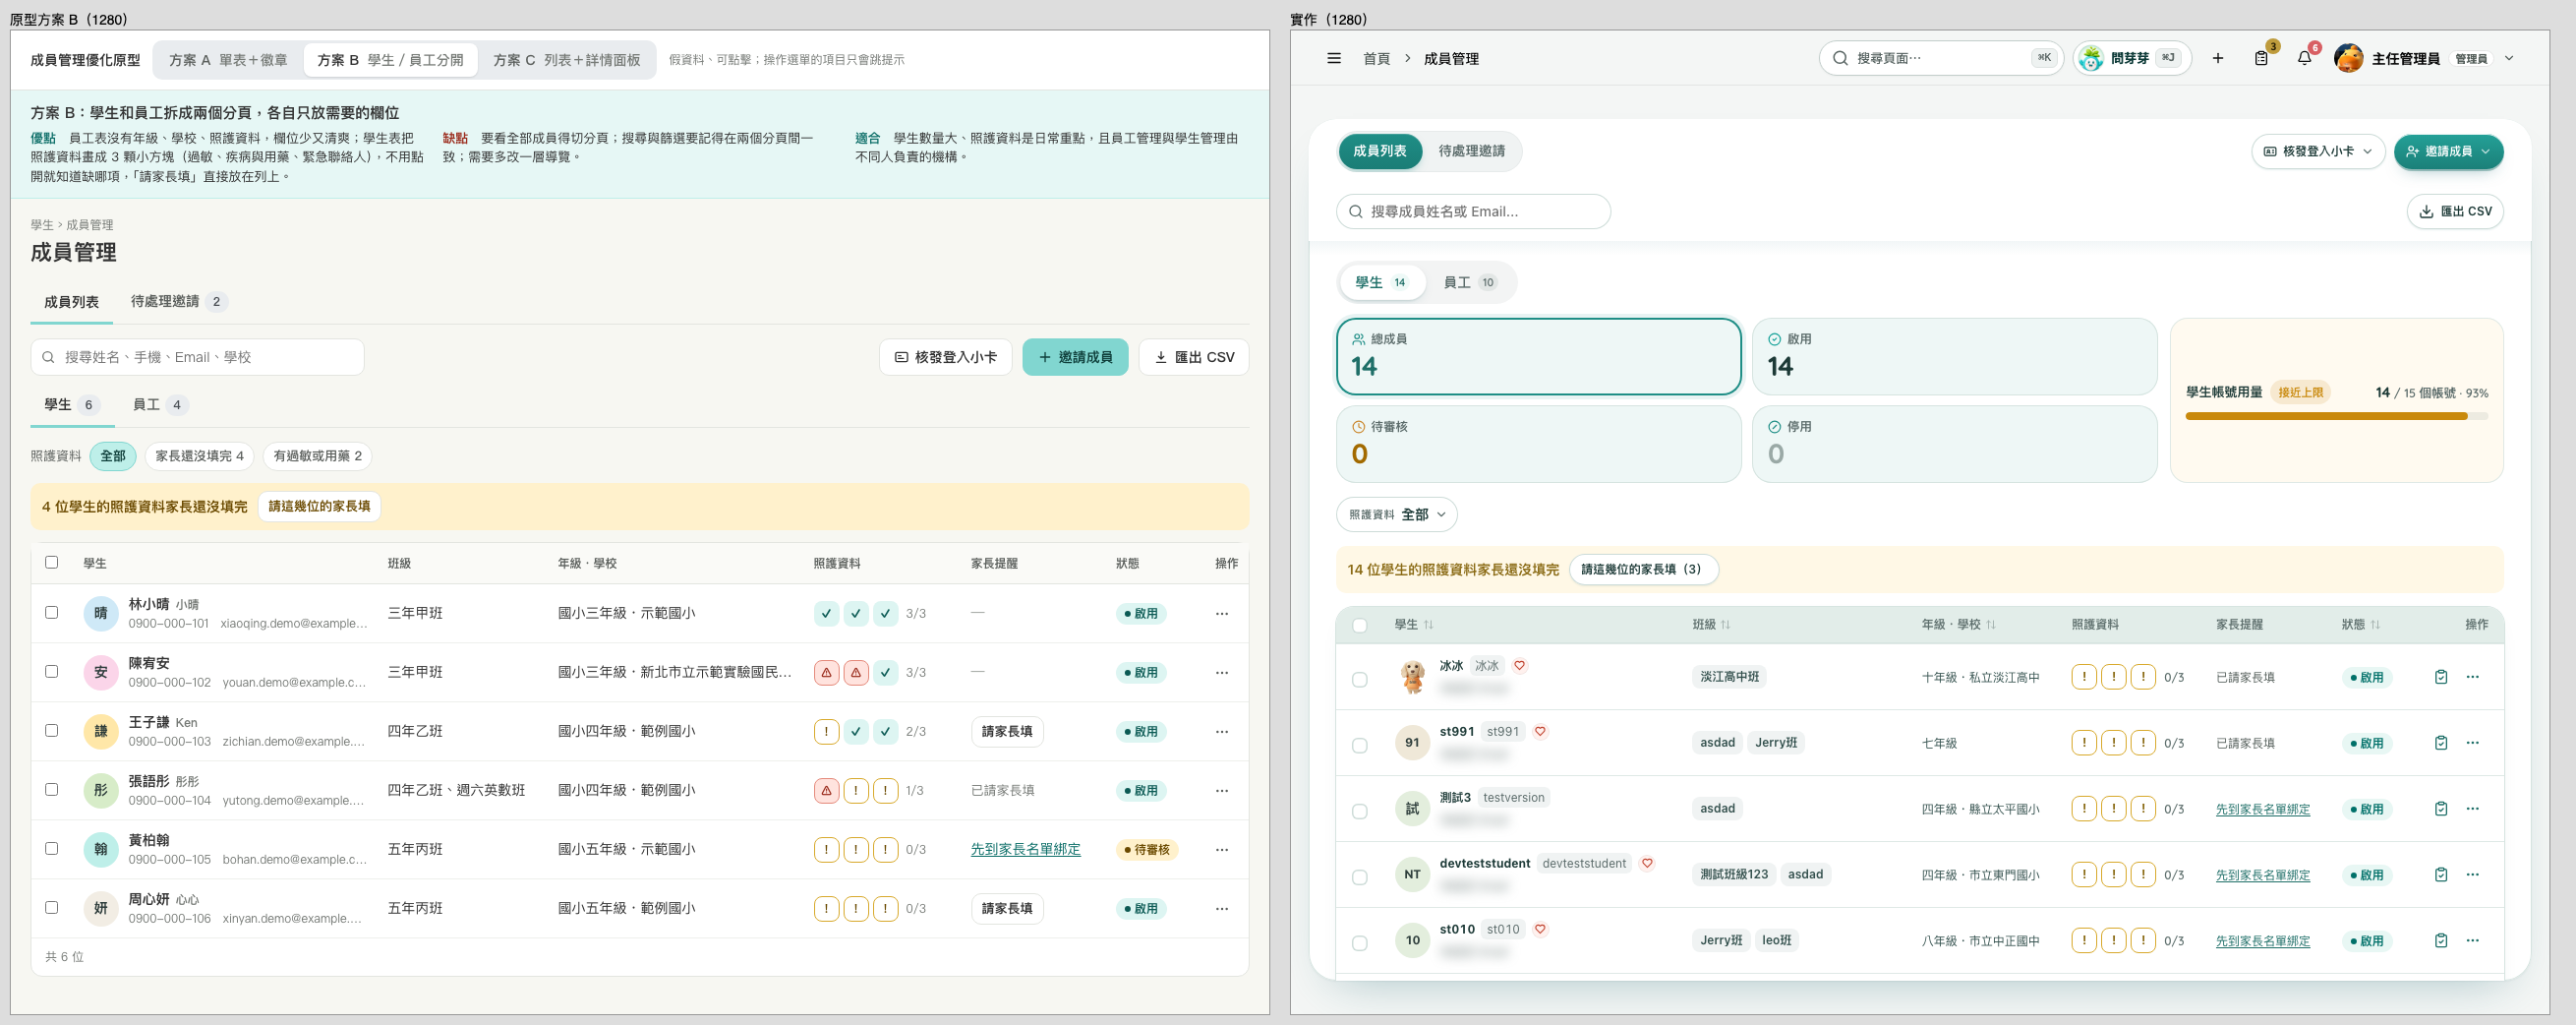 原型方案 B（1280）
成員管理優化原型
方案 A 單表＋徽章
方案 B 學生 / 員工分開
方案 C 列表＋詳情面板
假資料、可點擊；操作選單的項目只會跳提示
方案 B：學生和員工拆成兩個分頁，各自只放需要的欄位
優點 員工表沒有年級、學校、照護資料，欄位少又清爽；學生表把
照護資料畫成 3 顆小方塊（過敏、疾病與用藥、緊急聯絡人），不用點
開就知道缺哪項，「請家長填」直接放在列上。
缺點 要看全部成員得切分頁；搜尋與篩選要記得在兩個分頁間一
致；需要多改一層導覽。
適合 學生數量大、照護資料是日常重點，且員工管理與學生管理由
不同人負責的機構。
學生 › 成員管理
成員管理
成員列表
待處理邀請 2
搜尋姓名、手機、Email、學校
核發登入小卡
邀請成員
匯出 CSV
學生 6
員工 4
照護資料 全部 家長還沒填完 4 有過敏或用藥 2
4 位學生的照護資料家長還沒填完 請這幾位的家長填
學生 班級 年級 · 學校 照護資料 家長提醒 狀態 操作
晴 林小晴 小晴
0900-000-101 xiaoqing.demo@example...
三年甲班 國小三年級 · 示範國小 3/3 — 啟用 ...
安 陳宥安
0900-000-102 youan.demo@example.c...
三年甲班 國小三年級 · 新北市立示範實驗國民... 3/3 — 啟用 ...
謙 王子謙 Ken
0900-000-103 zichian.demo@example....
四年乙班 國小四年級 · 範例國小 ! 2/3 請家長填 啟用 ...
彤 張語彤 彤彤
0900-000-104 yutong.demo@example....
四年乙班、週六英數班 國小四年級 · 範例國小 ! ! 1/3 已請家長填 啟用 ...
翰 黃柏翰
0900-000-105 bohan.demo@example.c...
五年丙班 國小五年級 · 示範國小 ! ! ! 0/3 先到家長名單綁定 待審核 ...
妍 周心妍 心心
0900-000-106 xinyan.demo@example....
五年丙班 國小五年級 · 範例國小 ! ! ! 0/3 請家長填 啟用 ...
共 6 位
實作（1280）
首頁 › 成員管理
搜尋頁面⋯ ⌘K
問芽芽 ⌘J
3
6
主任管理員 管理員
成員列表 待處理邀請
核發登入小卡
邀請成員
搜尋成員姓名或 Email...
匯出 CSV
學生 14 員工 10
總成員
14
啟用
14
待審核
0
停用
0
學生帳號用量 接近上限 14 / 15 個帳號 · 93%
照護資料 全部
14 位學生的照護資料家長還沒填完 請這幾位的家長填（3）
學生 班級 年級 · 學校 照護資料 家長提醒 狀態 操作
冰冰 冰冰
淡江高中班 十年級 · 私立淡江高中 ! ! ! 0/3 已請家長填 啟用 ...
91 st991 st991
asdad Jerry班 七年級 ! ! ! 0/3 已請家長填 啟用 ...
試 測試3 testversion
asdad 四年級 · 縣立太平國小 ! ! ! 0/3 先到家長名單綁定 啟用 ...
NT devteststudent devteststudent
測試班級123 asdad 四年級 · 市立東門國小 ! ! ! 0/3 先到家長名單綁定 啟用 ...
10 st010 st010
Jerry班 leo班 八年級 · 市立中正國中 ! ! ! 0/3 先到家長名單綁定 啟用 ...